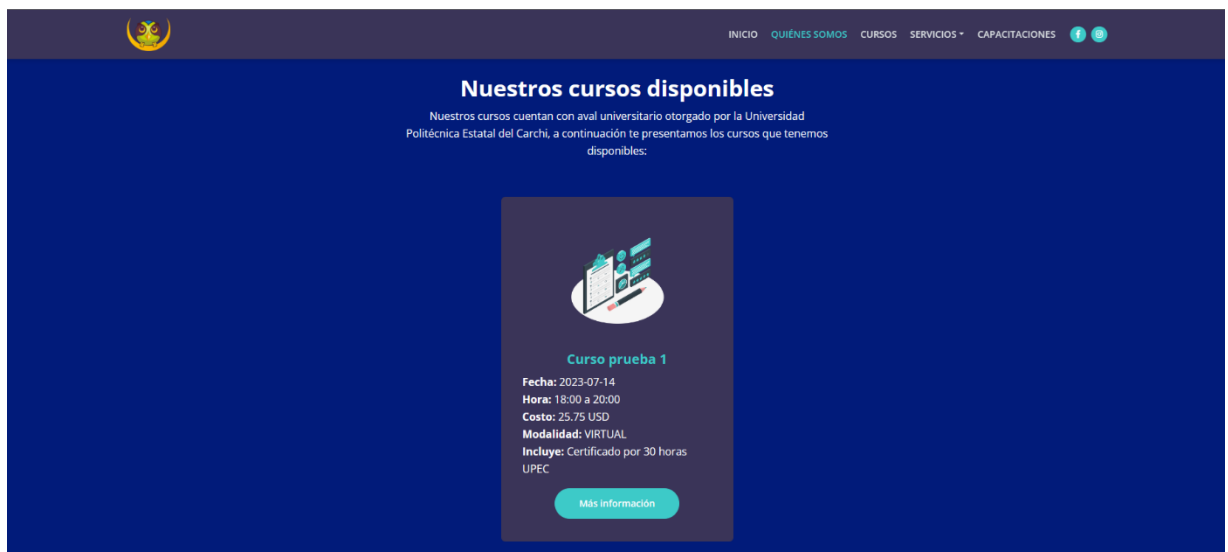 INICIO QUIÉNES SOMOS CURSOS SERVICIOS CAPACITACIONES
Nuestros cursos disponibles
Nuestros cursos cuentan con aval universitario otorgado por la Universidad
Politécnica Estatal del Carchi, a continuación te presentamos los cursos que tenemos
disponibles:
Curso prueba 1
Fecha: 2023-07-14
Hora: 18:00 a 20:00
Costo: 25.75 USD
Modalidad: VIRTUAL
Incluye: Certificado por 30 horas
UPEC
Más información